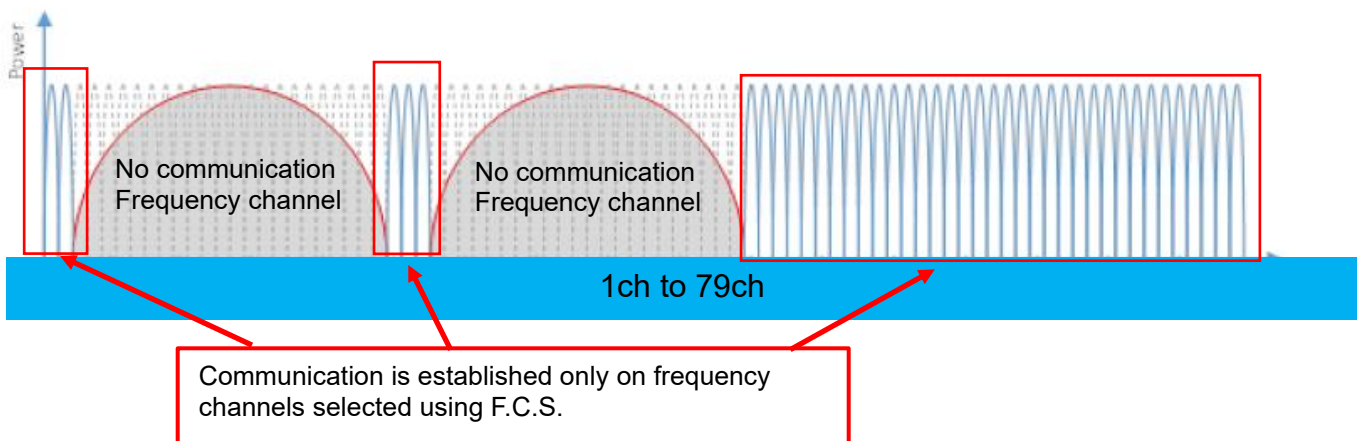 Power
No communication
Frequency channel
No communication
Frequency channel
1ch to 79ch
Communication is established only on frequency
channels selected using F.C.S.